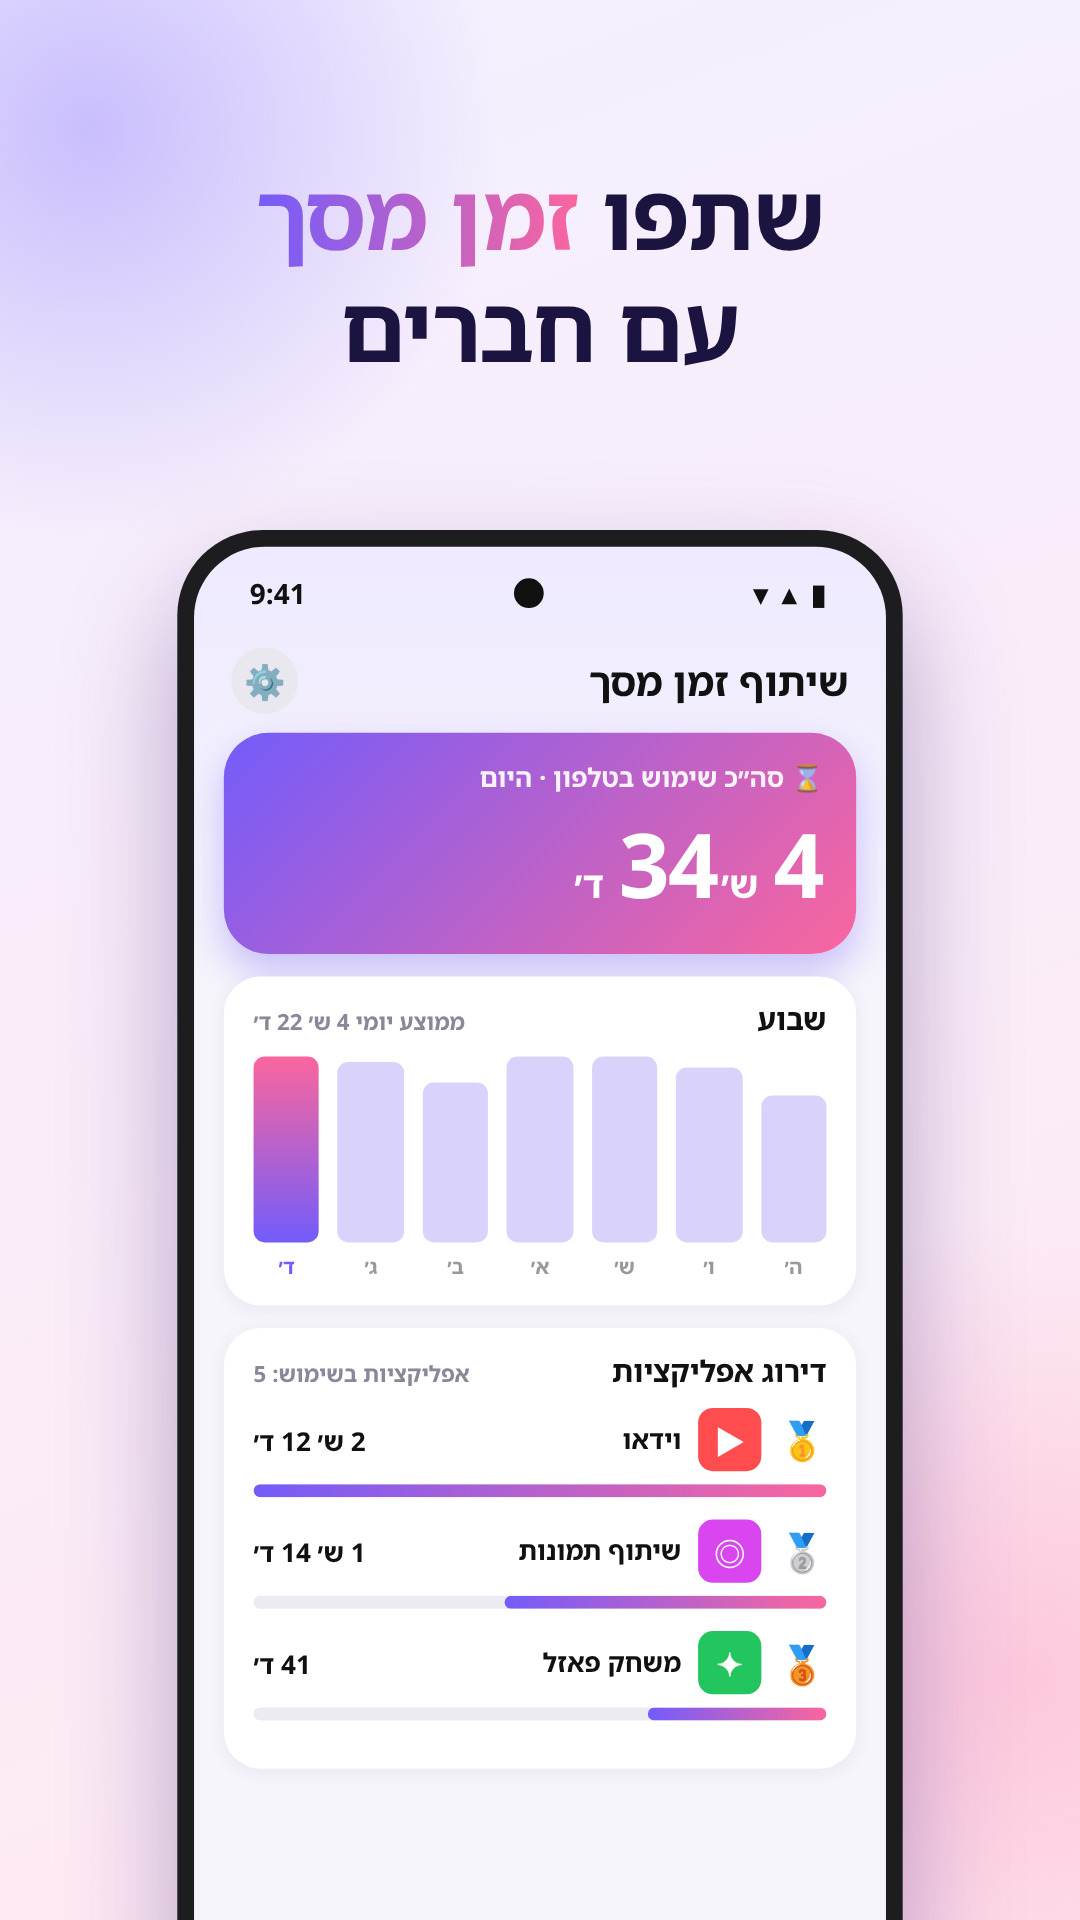 שתפו זמן מסך
עם חברים
9:41
שיתוף זמן מסך
⌛ סה״כ שימוש בטלפון · היום
4 ש׳ 34 ד׳
שבוע
ממוצע יומי 4 ש׳ 22 ד׳
ה׳ ו׳ ש׳ א׳ ב׳ ג׳ ד׳
דירוג אפליקציות
אפליקציות בשימוש: 5
🥇 וידאו 2 ש׳ 12 ד׳
🥈 שיתוף תמונות 1 ש׳ 14 ד׳
🥉 משחק פאזל 41 ד׳